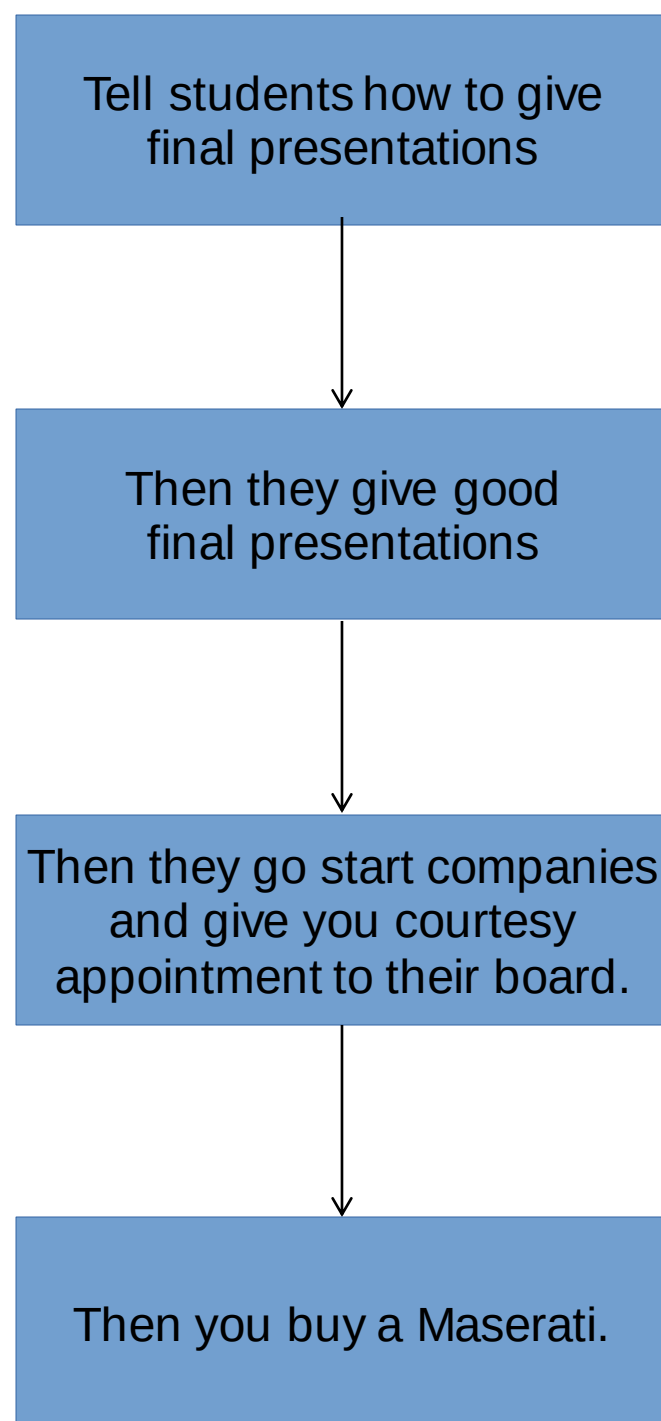 Tell students how to give
final presentations
Then they give good
final presentations
Then they go start companies
and give you courtesy
appointment to their board.
Then you buy a Maserati.